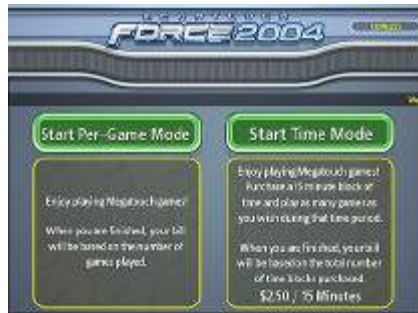 MEGATOUCH
FORCE 2004
Start Per-Game Mode
Start Time Mode
Enjoy playing Megatouch games!
When you are finished, your bill
will be based on the number of
games played.
Enjoy playing Megatouch games!
Purchase a 15 minute block of
time and play as many games as
you wish during that time period.
When you are finished, your bill
will be based on the total number
of time blocks purchased.
$2.50 / 15 Minutes